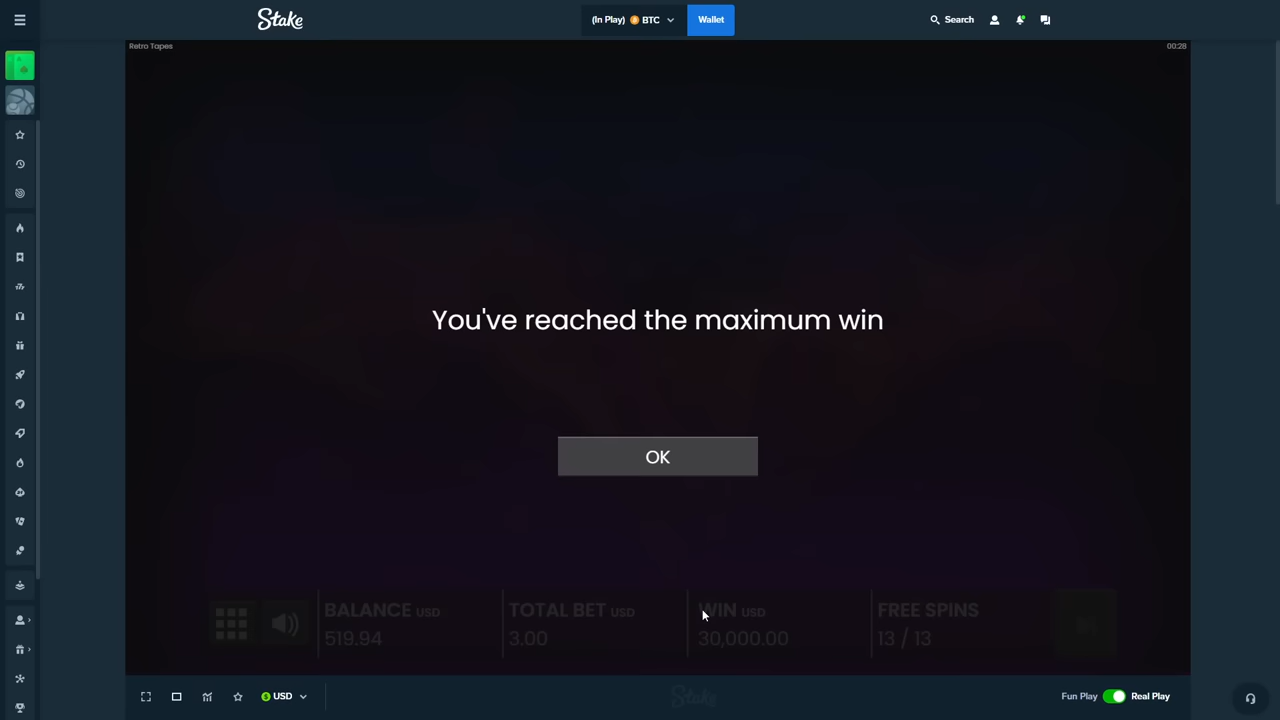 Stake
(In Play) BTC
Wallet
Search
Retro Tapes
00:28
You've reached the maximum win
OK
BALANCE USD
519.94
TOTAL BET USD
3.00
WIN USD
30,000.00
FREE SPINS
13 / 13
USD
Stake
Fun Play
Real Play